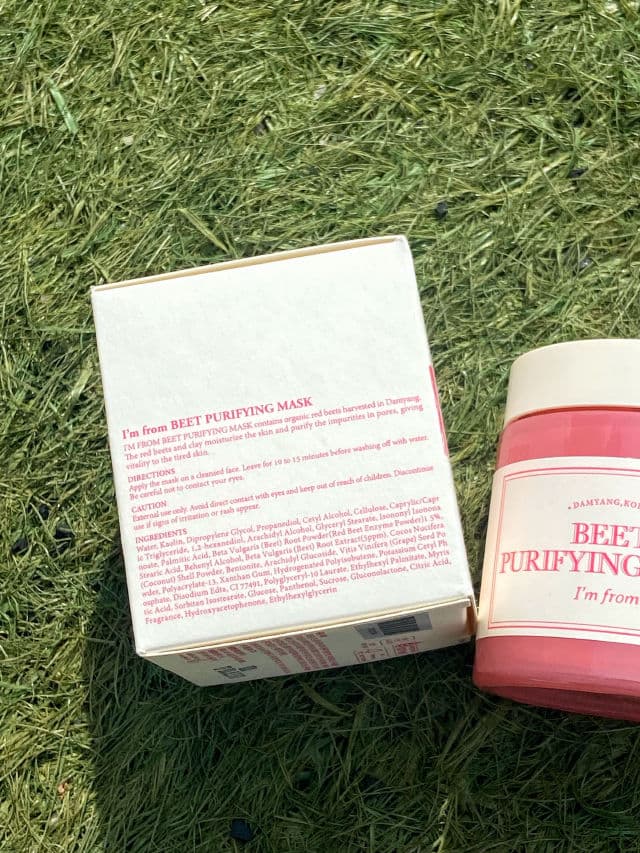 I'm from BEET PURIFYING MASK
I'M FROM BEET PURIFYING MASK contains organic red beets harvested in Damyang.
The red beets and clay moisturize the skin and purify the impurities in pores, giving
vitality to the tired skin.
DIRECTIONS
Apply the mask on a cleansed face. Leave for 10 to 15 minutes before washing off with water.
Be careful not to contact your eyes.
CAUTION
External use only. Avoid direct contact with eyes and keep out of reach of children. Discontinue
use if signs of irritation or rash appear.
INGREDIENTS
Water, Kaolin, Dipropylene Glycol, Propanediol, Cetyl Alcohol, Cellulose, Caprylic/Capr
ic Triglyceride, 1,2-hexanediol, Arachidyl Alcohol, Glyceryl Stearate, Isononyl Isonona
noate, Palmitic Acid, Beta Vulgaris (Beet) Root Powder(Red Beet Enzyme Powder) 5%,
Stearic Acid, Behenyl Alcohol, Beta Vulgaris (Beet) Root Extract(5ppm), Cocos Nucifera
(Coconut) Shell Powder, Bentonite, Arachidyl Glucoside, Vitis Vinifera (Grape) Seed Po
wder, Polyacrylate-13, Xanthan Gum, Hydrogenated Polyisobutene, Potassium Cetyl Ph
osphate, Disodium Edta, CI 77491, Polyglyceryl-10 Laurate, Ethylhexyl Palmitate, Myris
tic Acid, Sorbitan Isostearate, Glucose, Panthenol, Sucrose, Gluconolactone, Citric Acid,
Fragrance, Hydroxyacetophenone, Ethylhexylglycerin
DAMYANG, KO
BEET
PURIFYING
I'm from